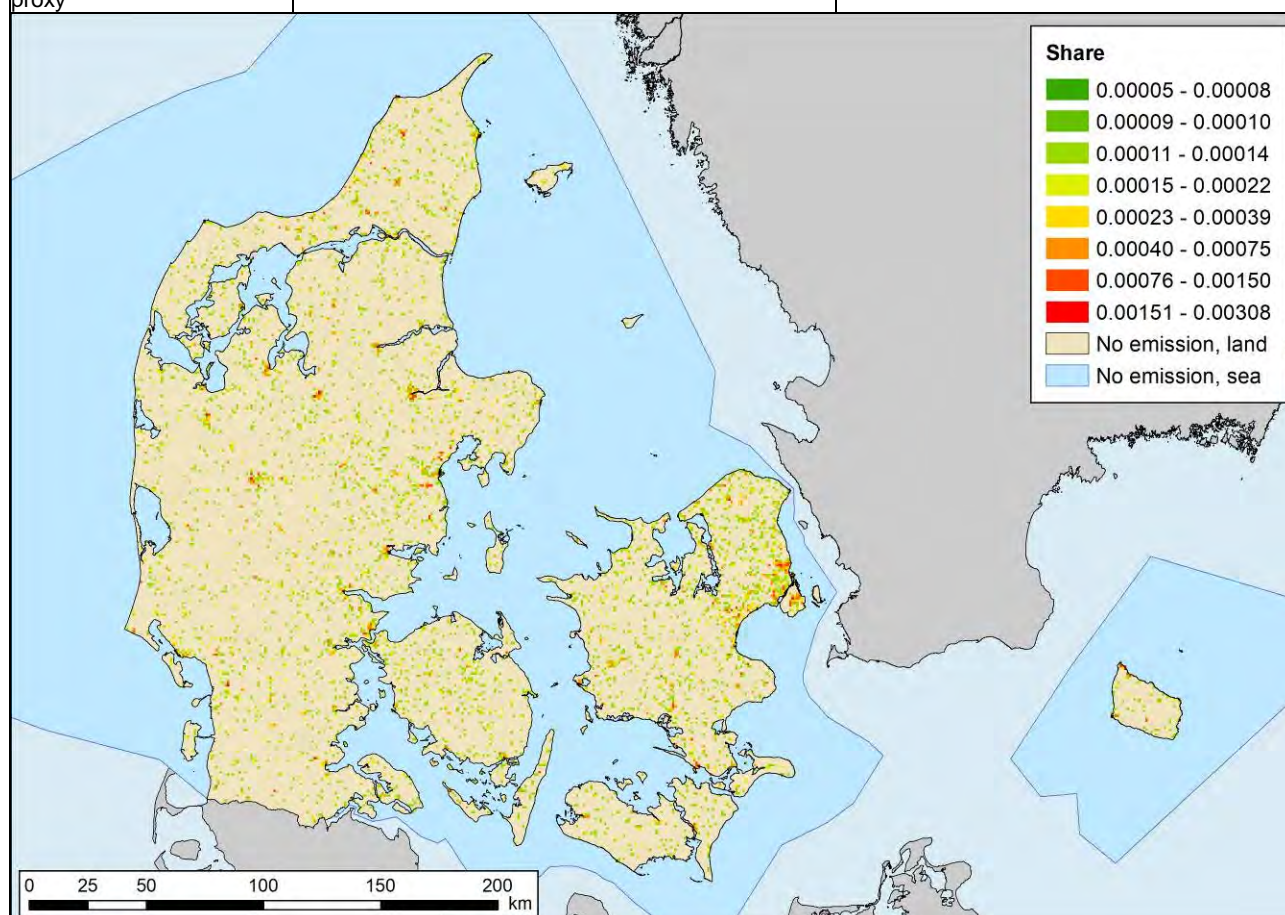 proxy
Share
0.00005 - 0.00008
0.00009 - 0.00010
0.00011 - 0.00014
0.00015 - 0.00022
0.00023 - 0.00039
0.00040 - 0.00075
0.00076 - 0.00150
0.00151 - 0.00308
No emission, land
No emission, sea
0 25 50 100 150 200
km